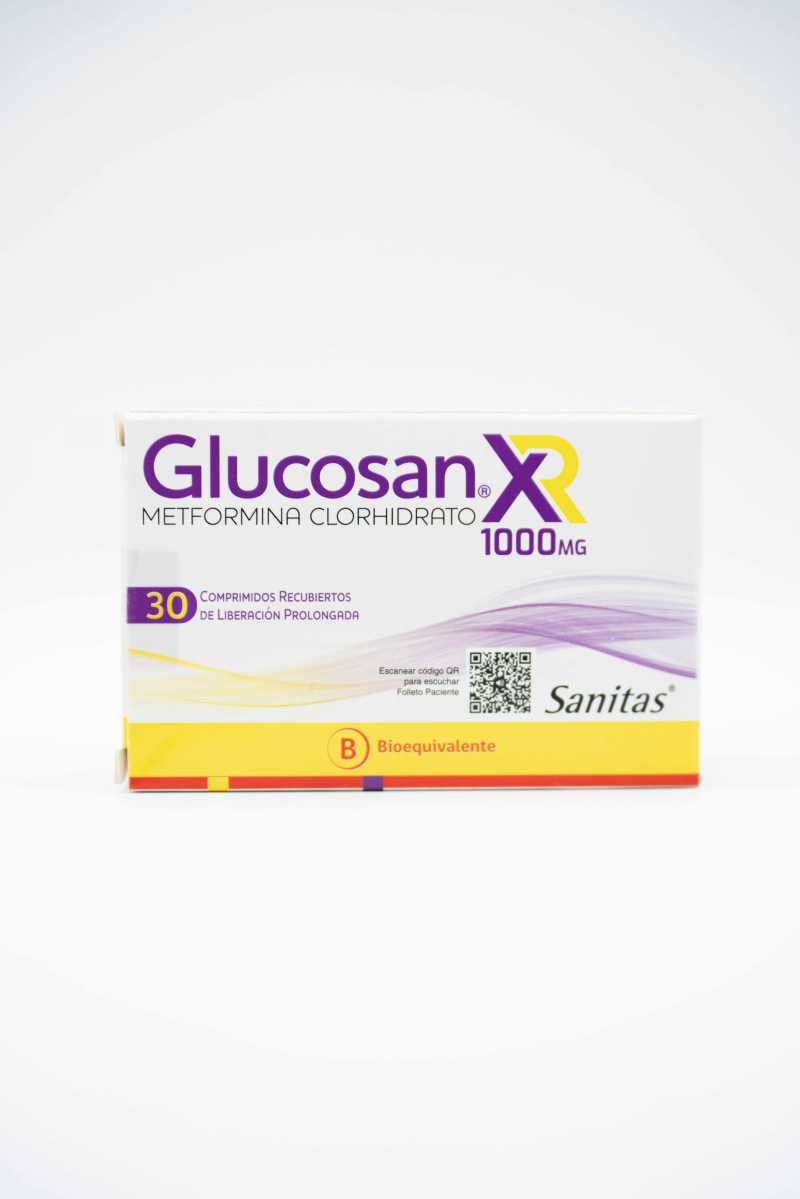 Glucosan® XR
METFORMINA CLORHIDRATO
1000MG
30 COMPRIMIDOS RECUBIERTOS
DE LIBERACIÓN PROLONGADA
Escanear código QR
para escuchar
Folleto Paciente
Sanitas®
B Bioequivalente